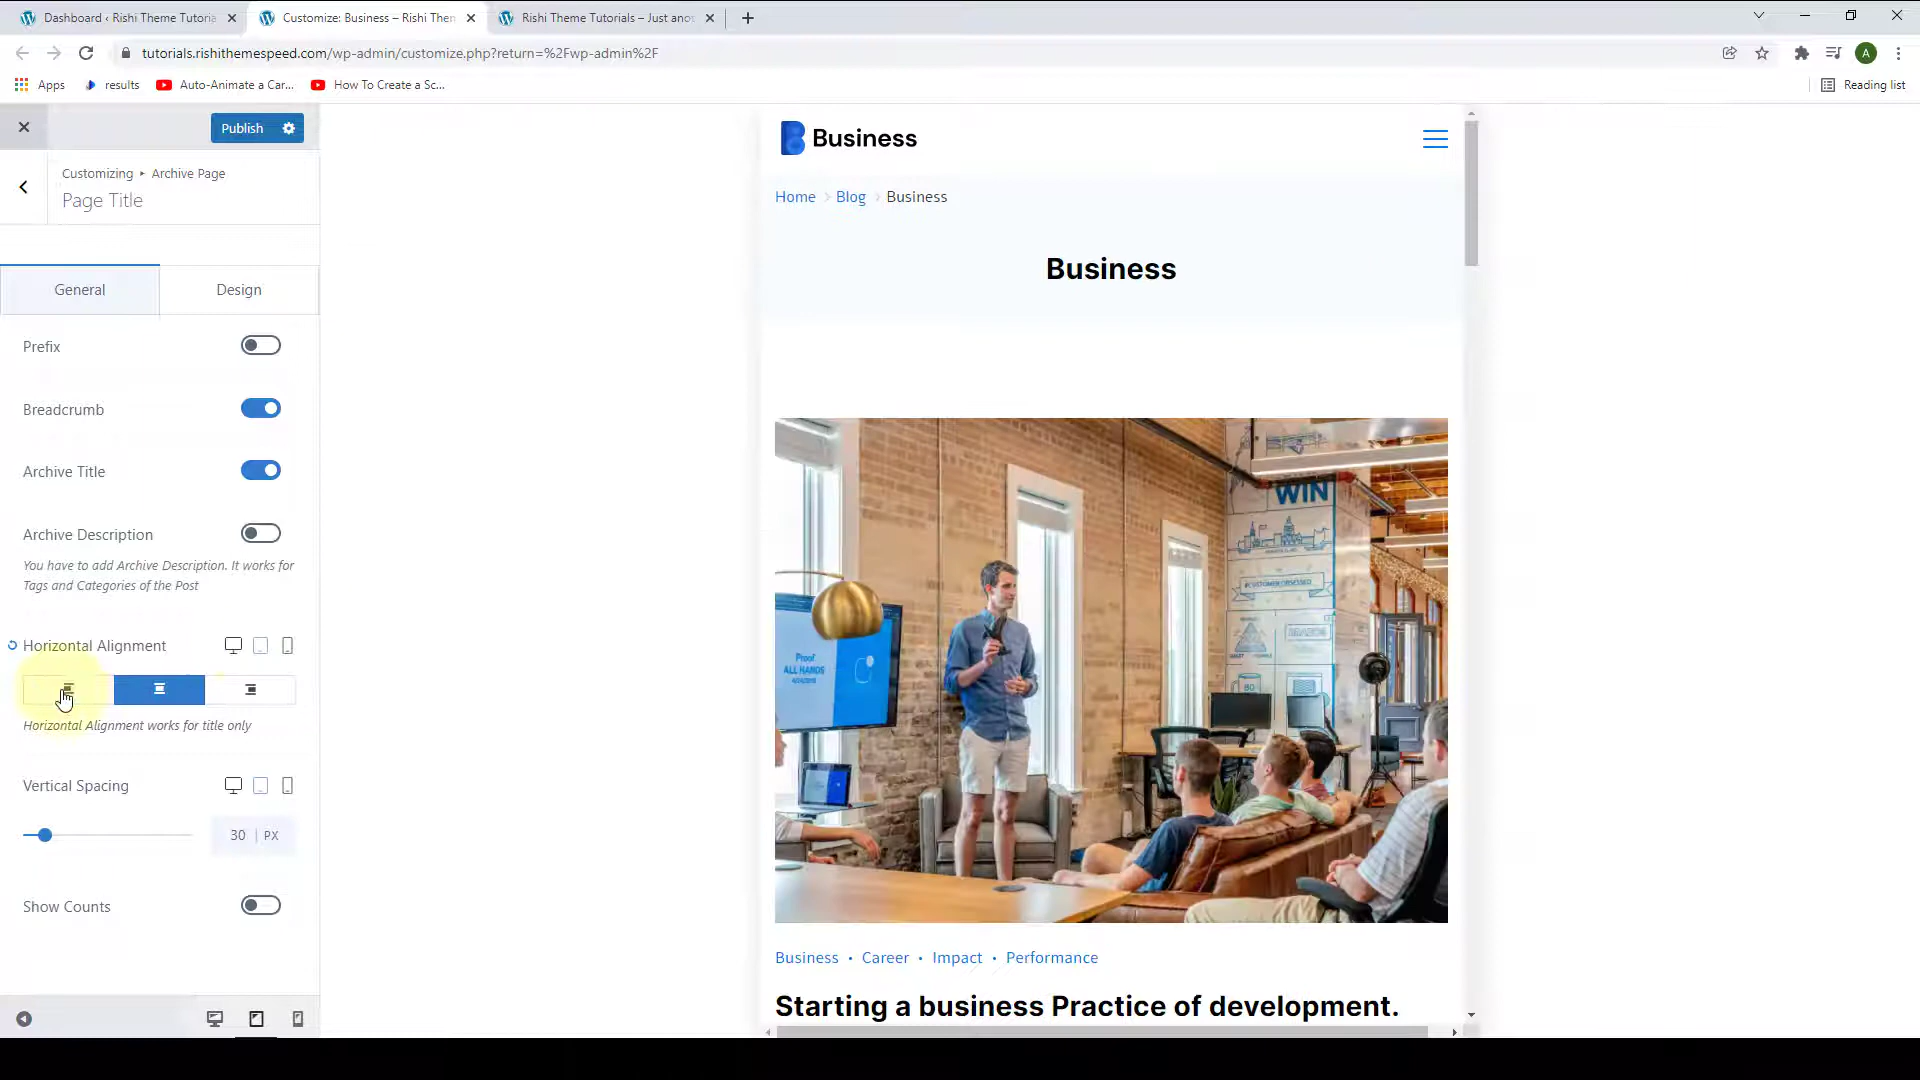 Dashboard ‹ Rishi Theme Tutoria
Customize: Business – Rishi Then
Rishi Theme Tutorials – Just ano
tutorials.rishithemespeed.com/wp-admin/customize.php?return=%2Fwp-admin%2F
A
Apps
results
Auto-Animate a Car...
How To Create a Sc...
Reading list
Publish
Customizing ▸ Archive Page
Page Title
General
Design
Prefix
Breadcrumb
Archive Title
Archive Description
You have to add Archive Description. It works for
Tags and Categories of the Post
Horizontal Alignment
Horizontal Alignment works for title only
Vertical Spacing
30 | PX
Show Counts
Business
Home › Blog › Business
Business
WIN
Proof
ALL HANDS
Business • Career • Impact • Performance
Starting a business Practice of development.